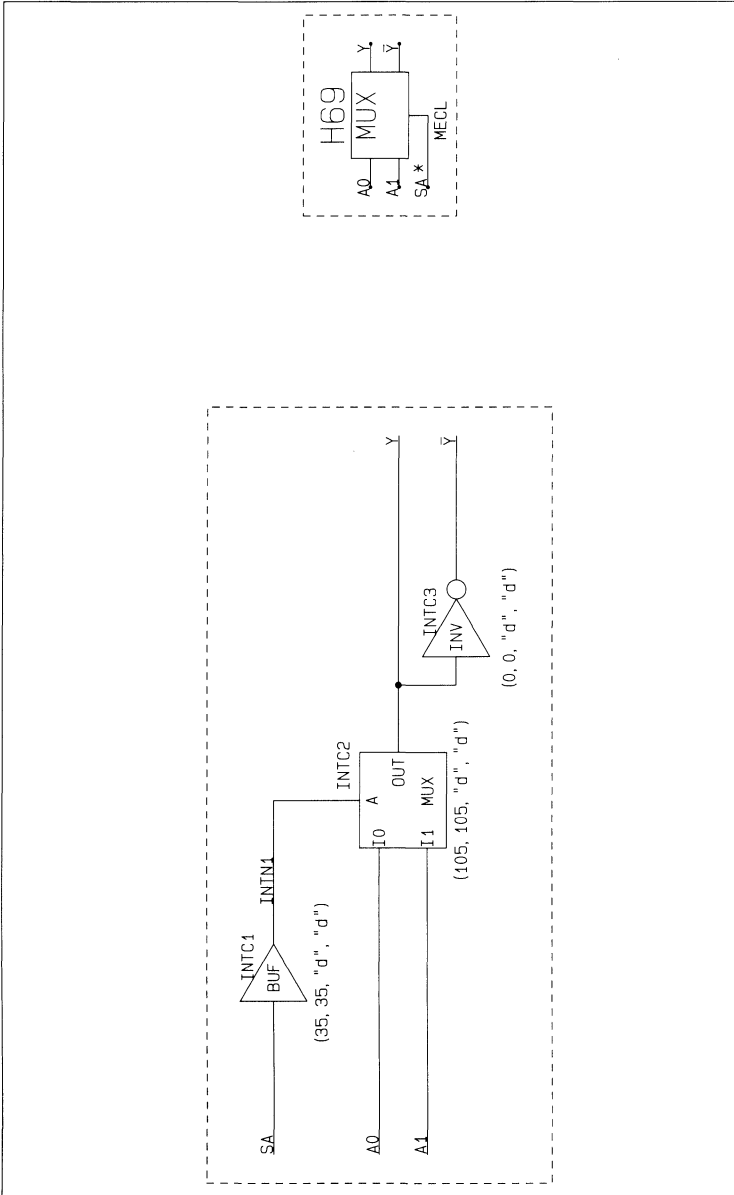 H69
MUX
A0
A1
SA *
Y
Y̅
MECL
SA
INTC1
BUF
(35, 35, "d", "d")
INTN1
A0
A1
INTC2
I0
A
OUT
I1
MUX
(105, 105, "d", "d")
INTC3
INV
(0, 0, "d", "d")
Y
Y̅